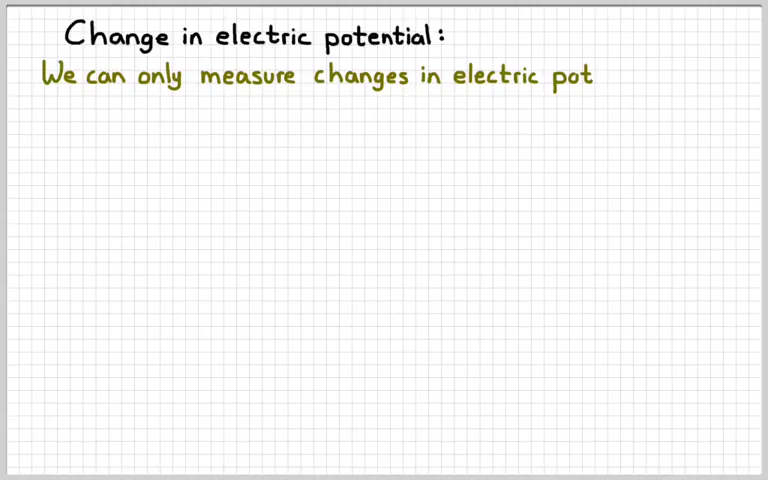 Change in electric potential:
We can only measure changes in electric pot